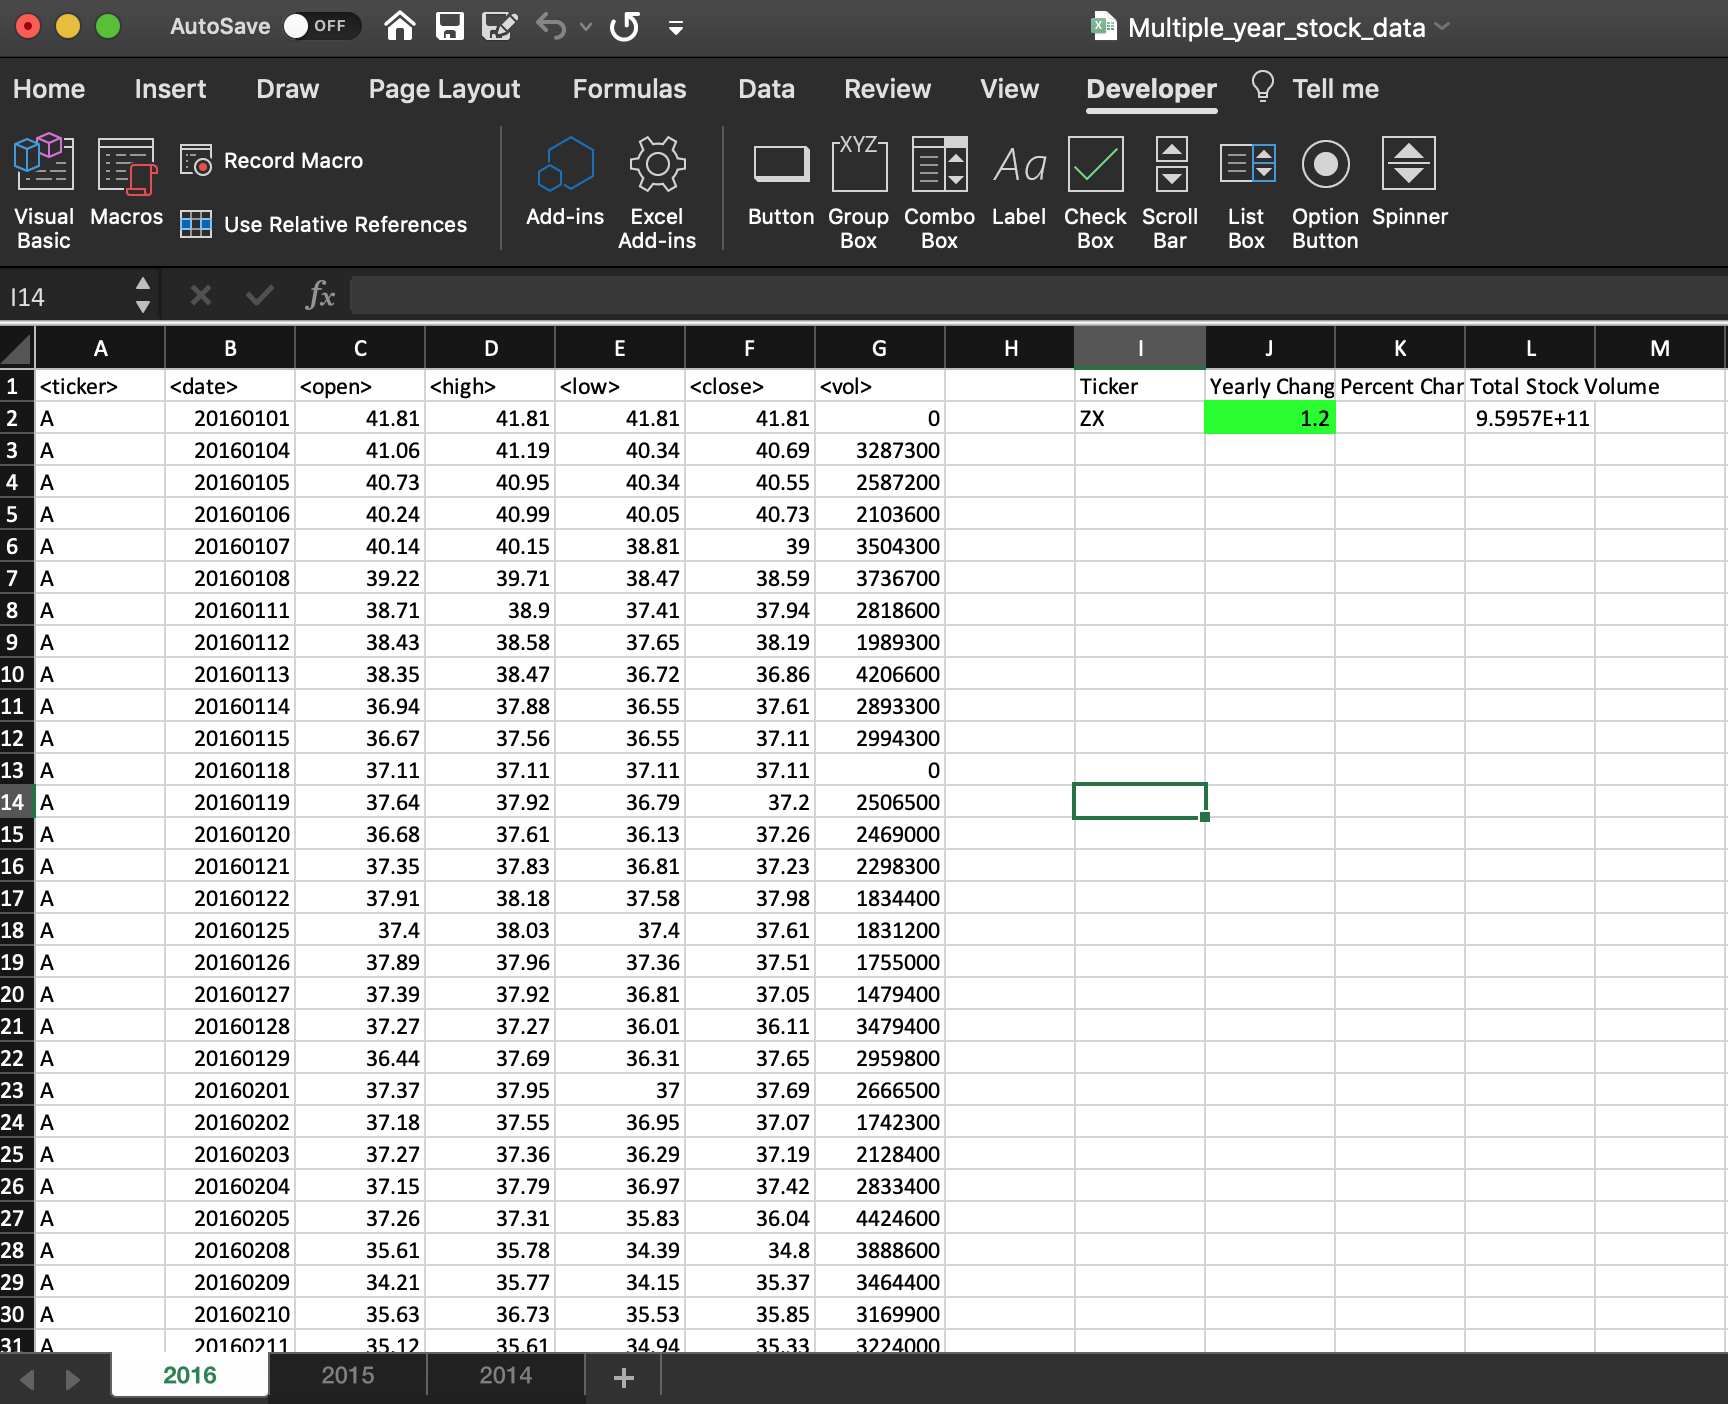 AutoSave OFF Multiple_year_stock_data
Home Insert Draw Page Layout Formulas Data Review View Developer Tell me
Visual Basic
Macros
Record Macro
Use Relative References
Add-ins
Excel Add-ins
Button
XYZ
Group Box
Combo Box
Aa
Label
Check Box
Scroll Bar
List Box
Option Button
Spinner
I14 fx
A B C D E F G H I J K L M
1 <ticker> <date> <open> <high> <low> <close> <vol> Ticker Yearly Chang Percent Char Total Stock Volume
2 A 20160101 41.81 41.81 41.81 41.81 0 ZX 1.2 9.5957E+11
3 A 20160104 41.06 41.19 40.34 40.69 3287300
4 A 20160105 40.73 40.95 40.34 40.55 2587200
5 A 20160106 40.24 40.99 40.05 40.73 2103600
6 A 20160107 40.14 40.15 38.81 39 3504300
7 A 20160108 39.22 39.71 38.47 38.59 3736700
8 A 20160111 38.71 38.9 37.41 37.94 2818600
9 A 20160112 38.43 38.58 37.65 38.19 1989300
10 A 20160113 38.35 38.47 36.72 36.86 4206600
11 A 20160114 36.94 37.88 36.55 37.61 2893300
12 A 20160115 36.67 37.56 36.55 37.11 2994300
13 A 20160118 37.11 37.11 37.11 37.11 0
14 A 20160119 37.64 37.92 36.79 37.2 2506500
15 A 20160120 36.68 37.61 36.13 37.26 2469000
16 A 20160121 37.35 37.83 36.81 37.23 2298300
17 A 20160122 37.91 38.18 37.58 37.98 1834400
18 A 20160125 37.4 38.03 37.4 37.61 1831200
19 A 20160126 37.89 37.96 37.36 37.51 1755000
20 A 20160127 37.39 37.92 36.81 37.05 1479400
21 A 20160128 37.27 37.27 36.01 36.11 3479400
22 A 20160129 36.44 37.69 36.31 37.65 2959800
23 A 20160201 37.37 37.95 37 37.69 2666500
24 A 20160202 37.18 37.55 36.95 37.07 1742300
25 A 20160203 37.27 37.36 36.29 37.19 2128400
26 A 20160204 37.15 37.79 36.97 37.42 2833400
27 A 20160205 37.26 37.31 35.83 36.04 4424600
28 A 20160208 35.61 35.78 34.39 34.8 3888600
29 A 20160209 34.21 35.77 34.15 35.37 3464400
30 A 20160210 35.63 36.73 35.53 35.85 3169900
31 A 20160211 35.12 35.61 34.94 35.33 3224000
2016 2015 2014 +